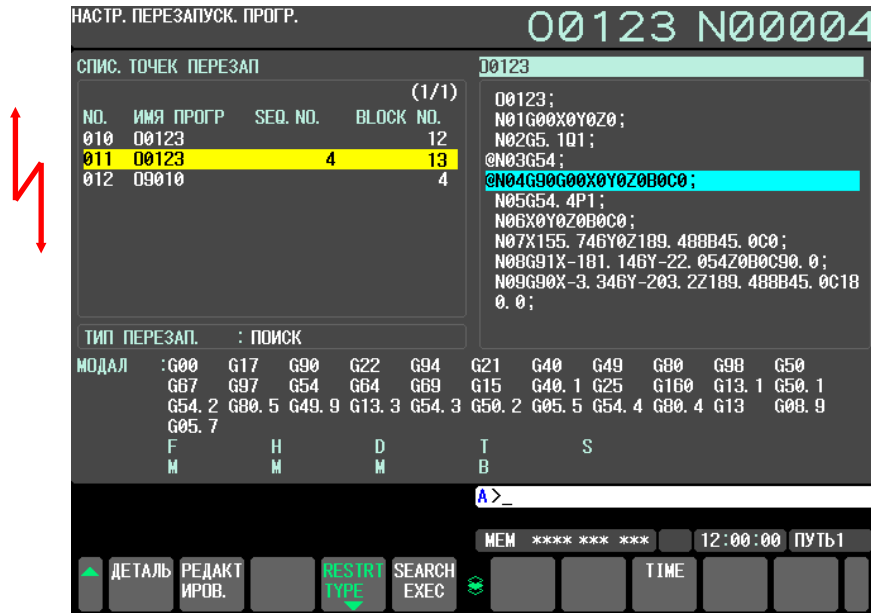 НАСТР. ПЕРЕЗАПУСК. ПРОГР.
O0123 N00004
СПИС. ТОЧЕК ПЕРЕЗАП
(1/1)
NO. ИМЯ ПРОГР SEQ. NO. BLOCK NO.
010 O0123 12
011 O0123 4 13
012 O9010 4
ТИП ПЕРЕЗАП. : ПОИСК
O0123
O0123;
N01G00X0Y0Z0;
N02G5. 1Q1;
@N03G54;
@N04G90G00X0Y0Z0B0C0;
N05G54. 4P1;
N06X0Y0Z0B0C0;
N07X155. 746Y0Z189. 488B45. 0C0;
N08G91X-181. 146Y-22. 054Z0B0C90. 0;
N09G90X-3. 346Y-203. 2Z189. 488B45. 0C18
0. 0;
МОДАЛ :G00 G17 G90 G22 G94 G21 G40 G49 G80 G98 G50
G67 G97 G54 G64 G69 G15 G40. 1 G25 G160 G13. 1 G50. 1
G54. 2 G80. 5 G49. 9 G13. 3 G54. 3 G50. 2 G05. 5 G54. 4 G80. 4 G13 G08. 9
G05. 7
F H D T S
M M M B
A>_
MEM **** *** *** 12:00:00 ПУТЬ1
ДЕТАЛЬ РЕДАКТ RESTRT SEARCH TIME
ИРОВ. TYPE EXEC